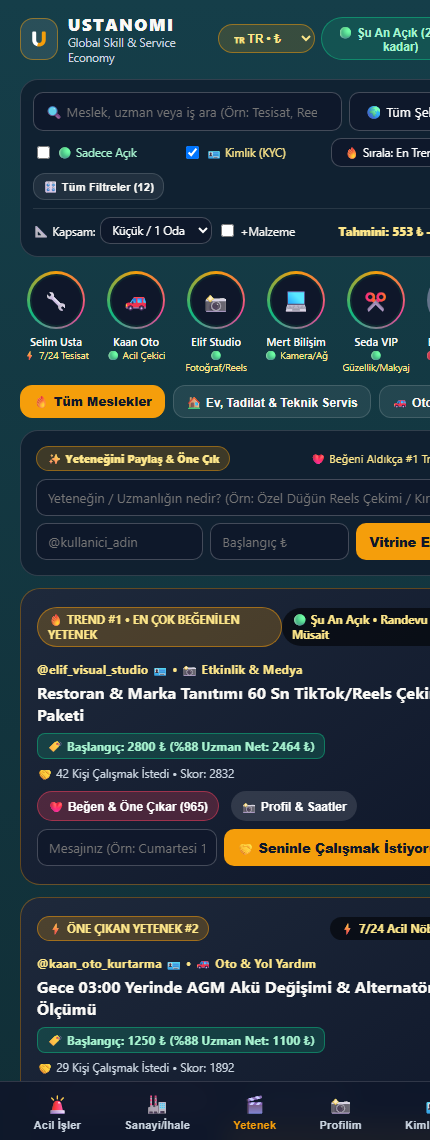 U USTANOMI
Global Skill & Service
Economy
TR TR • ₺
Şu An Açık (2
kadar)
Meslek, uzman veya iş ara (Örn: Tesisat, Ree
Tüm Şe
Sadece Açık
Kimlik (KYC)
Sırala: En Tre
Tüm Filtreler (12)
Kapsam:
Küçük / 1 Oda
+Malzeme
Tahmini: 553 ₺ -
Selim Usta
7/24 Tesisat
Kaan Oto
Acil Çekici
Elif Studio
Fotoğraf/Reels
Mert Bilişim
Kamera/Ağ
Seda VIP
Güzellik/Makyaj
Tüm Meslekler
Ev, Tadilat & Teknik Servis
Oto
Yeteneğini Paylaş & Öne Çık
Beğeni Aldıkça #1 Tr
Yeteneğin / Uzmanlığın nedir? (Örn: Özel Düğün Reels Çekimi / Kır
@kullanici_adin
Başlangıç ₺
Vitrine E
TREND #1 • EN ÇOK BEĞENİLEN
YETENEK
Şu An Açık • Randevu
Müsait
@elif_visual_studio • Etkinlik & Medya
Restoran & Marka Tanıtımı 60 Sn TikTok/Reels Çeki
Paketi
Başlangıç: 2800 ₺ (%88 Uzman Net: 2464 ₺)
42 Kişi Çalışmak İstedi • Skor: 2832
Beğen & Öne Çıkar (965)
Profil & Saatler
Mesajınız (Örn: Cumartesi 1
Seninle Çalışmak İstiyor
ÖNE ÇIKAN YETENEK #2
7/24 Acil Nöb
@kaan_oto_kurtarma • Oto & Yol Yardım
Gece 03:00 Yerinde AGM Akü Değişimi & Alternatör
Ölçümü
Başlangıç: 1250 ₺ (%88 Uzman Net: 1100 ₺)
29 Kişi Çalışmak İstedi • Skor: 1892
Acil İşler
Sanayi/İhale
Yetenek
Profilim
Kiml